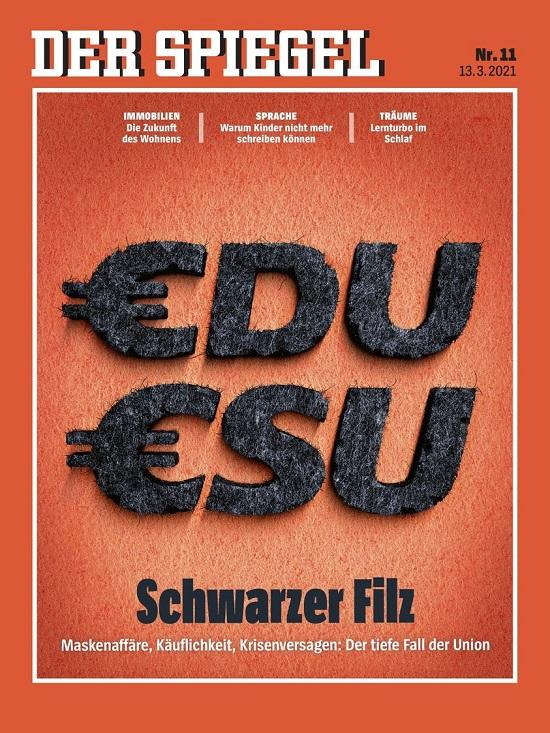 DER SPIEGEL
Nr. 11
13.3.2021
IMMOBILIEN
Die Zukunft
des Wohnens
SPRACHE
Warum Kinder nicht mehr
schreiben können
TRÄUME
Lernturbo im
Schlaf
€DU
€SU
Schwarzer Filz
Maskenaffäre, Käuflichkeit, Krisenversagen: Der tiefe Fall der Union